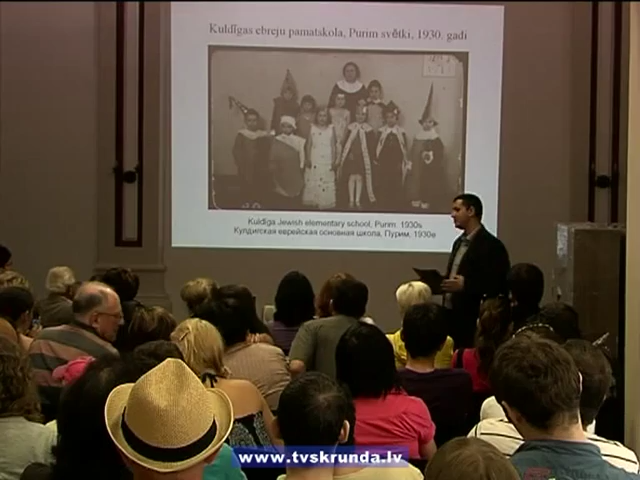 Kuldīgas ebreju pamatskola, Purim svētki, 1930. gadi
Kuldīga Jewish elementary school, Purim 1930s
Кулдигская еврейская основная школа, Пурим, 1930е
www.tvskrunda.lv